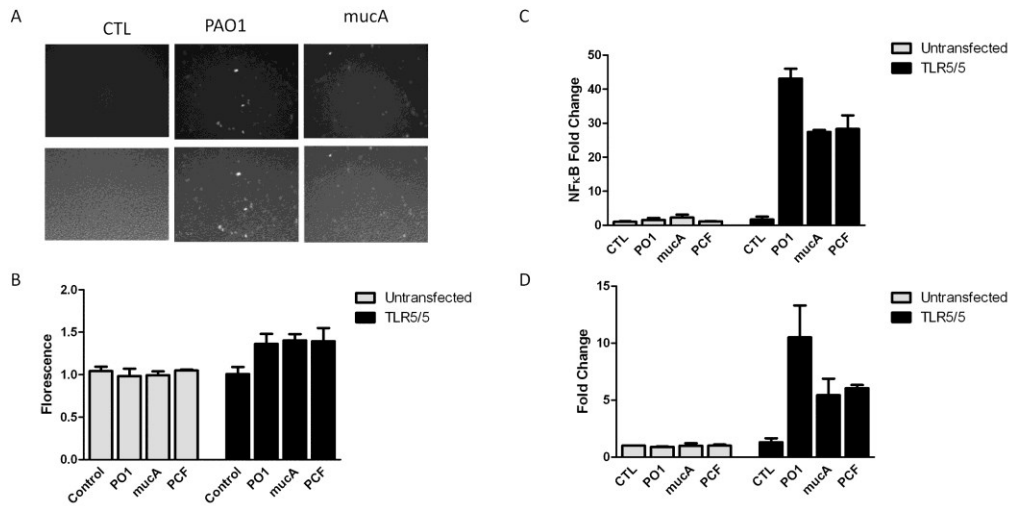 A
CTL
PAO1
mucA
B
Florescence
2.0
1.5
1.0
0.5
0.0
Control
PO1
mucA
PCF
Control
PO1
mucA
PCF
Untransfected
TLR5/5
C
NFκB Fold Change
50
40
30
20
10
0
CTL
PO1
mucA
PCF
CTL
PO1
mucA
PCF
Untransfected
TLR5/5
D
Fold Change
15
10
5
0
CTL
PO1
mucA
PCF
CTL
PO1
mucA
PCF
Untransfected
TLR5/5